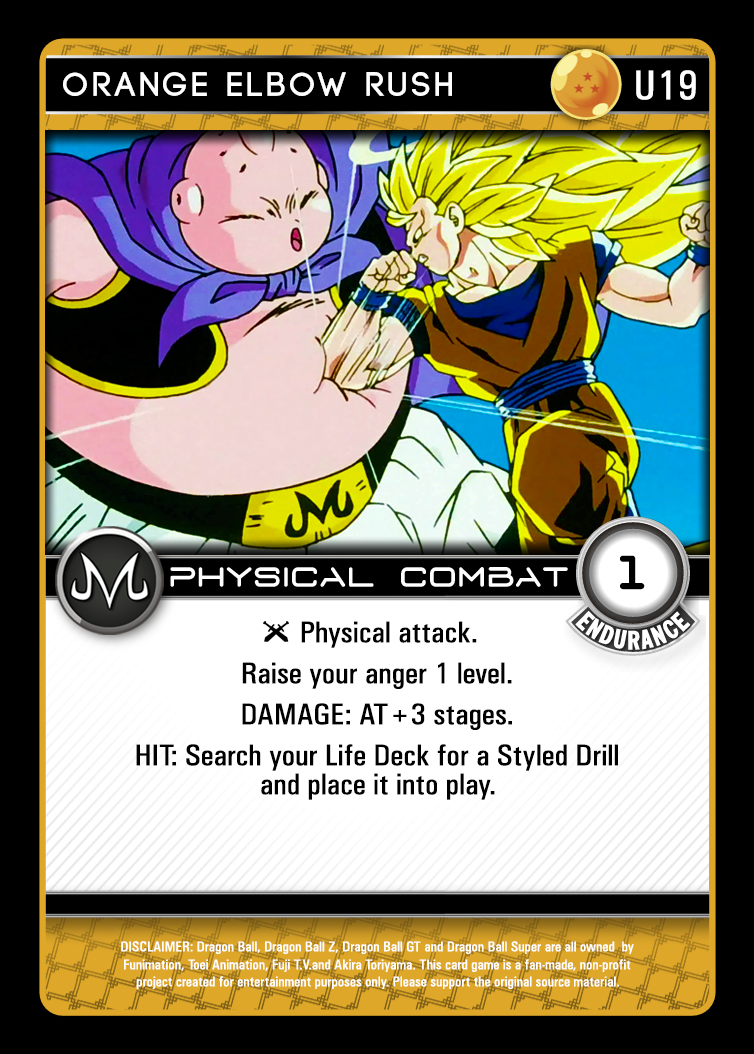 ORANGE ELBOW RUSH U19
PHYSICAL COMBAT 1
ENDURANCE
Physical attack.
Raise your anger 1 level.
DAMAGE: AT + 3 stages.
HIT: Search your Life Deck for a Styled Drill
and place it into play.
DISCLAIMER: Dragon Ball, Dragon Ball Z, Dragon Ball GT and Dragon Ball Super are all owned by
Funimation, Toei Animation, Fuji T.V.and Akira Toriyama. This card game is a fan-made, non-profit
project created for entertainment purposes only. Please support the original source material.